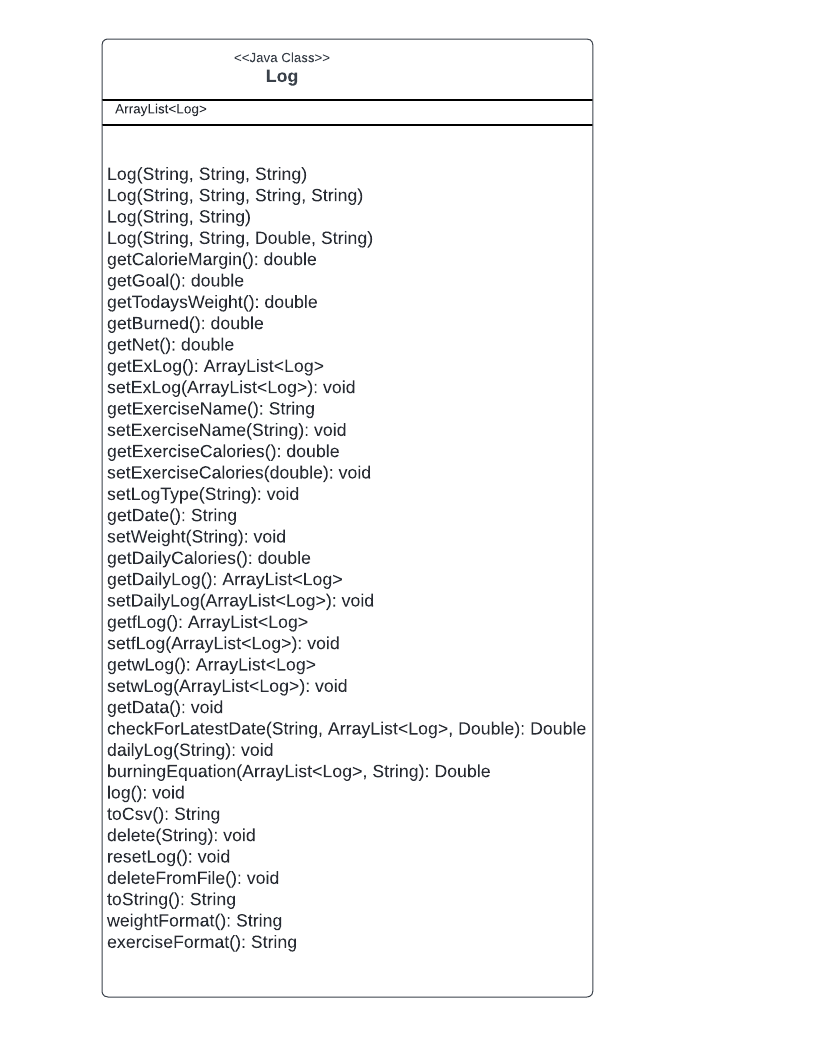 <<Java Class>>
Log
ArrayList<Log>
Log(String, String, String)
Log(String, String, String, String)
Log(String, String)
Log(String, String, Double, String)
getCalorieMargin(): double
getGoal(): double
getTodaysWeight(): double
getBurned(): double
getNet(): double
getExLog(): ArrayList<Log>
setExLog(ArrayList<Log>): void
getExerciseName(): String
setExerciseName(String): void
getExerciseCalories(): double
setExerciseCalories(double): void
setLogType(String): void
getDate(): String
setWeight(String): void
getDailyCalories(): double
getDailyLog(): ArrayList<Log>
setDailyLog(ArrayList<Log>): void
getfLog(): ArrayList<Log>
setfLog(ArrayList<Log>): void
getwLog(): ArrayList<Log>
setwLog(ArrayList<Log>): void
getData(): void
checkForLatestDate(String, ArrayList<Log>, Double): Double
dailyLog(String): void
burningEquation(ArrayList<Log>, String): Double
log(): void
toCsv(): String
delete(String): void
resetLog(): void
deleteFromFile(): void
toString(): String
weightFormat(): String
exerciseFormat(): String